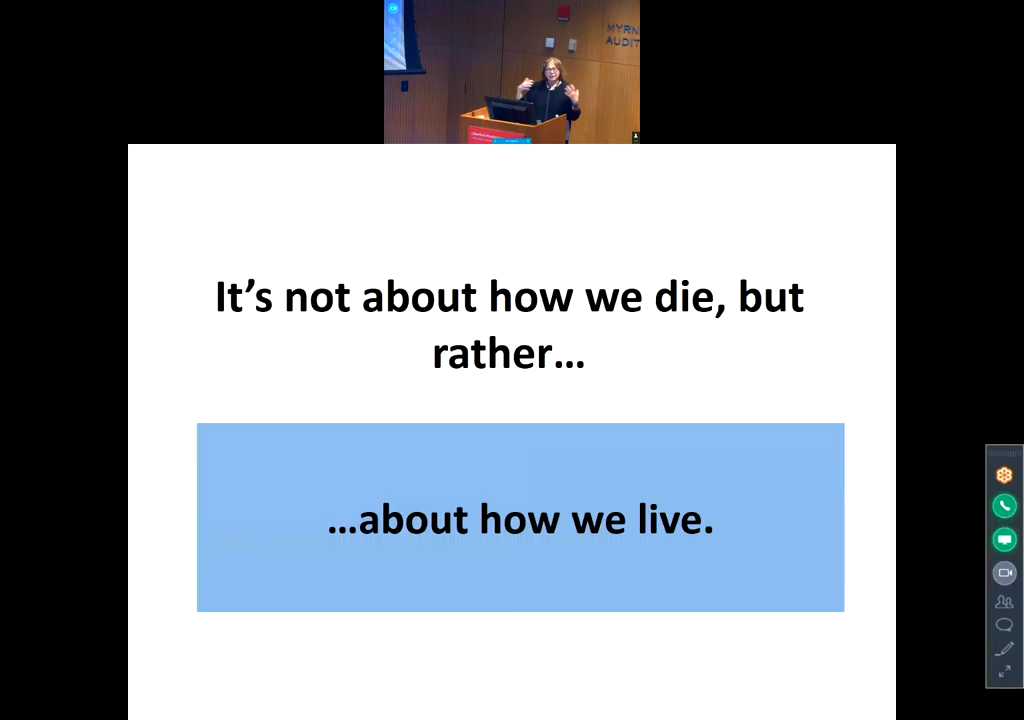 MYRN
AUDIT
It’s not about how we die, but
rather…
…about how we live.